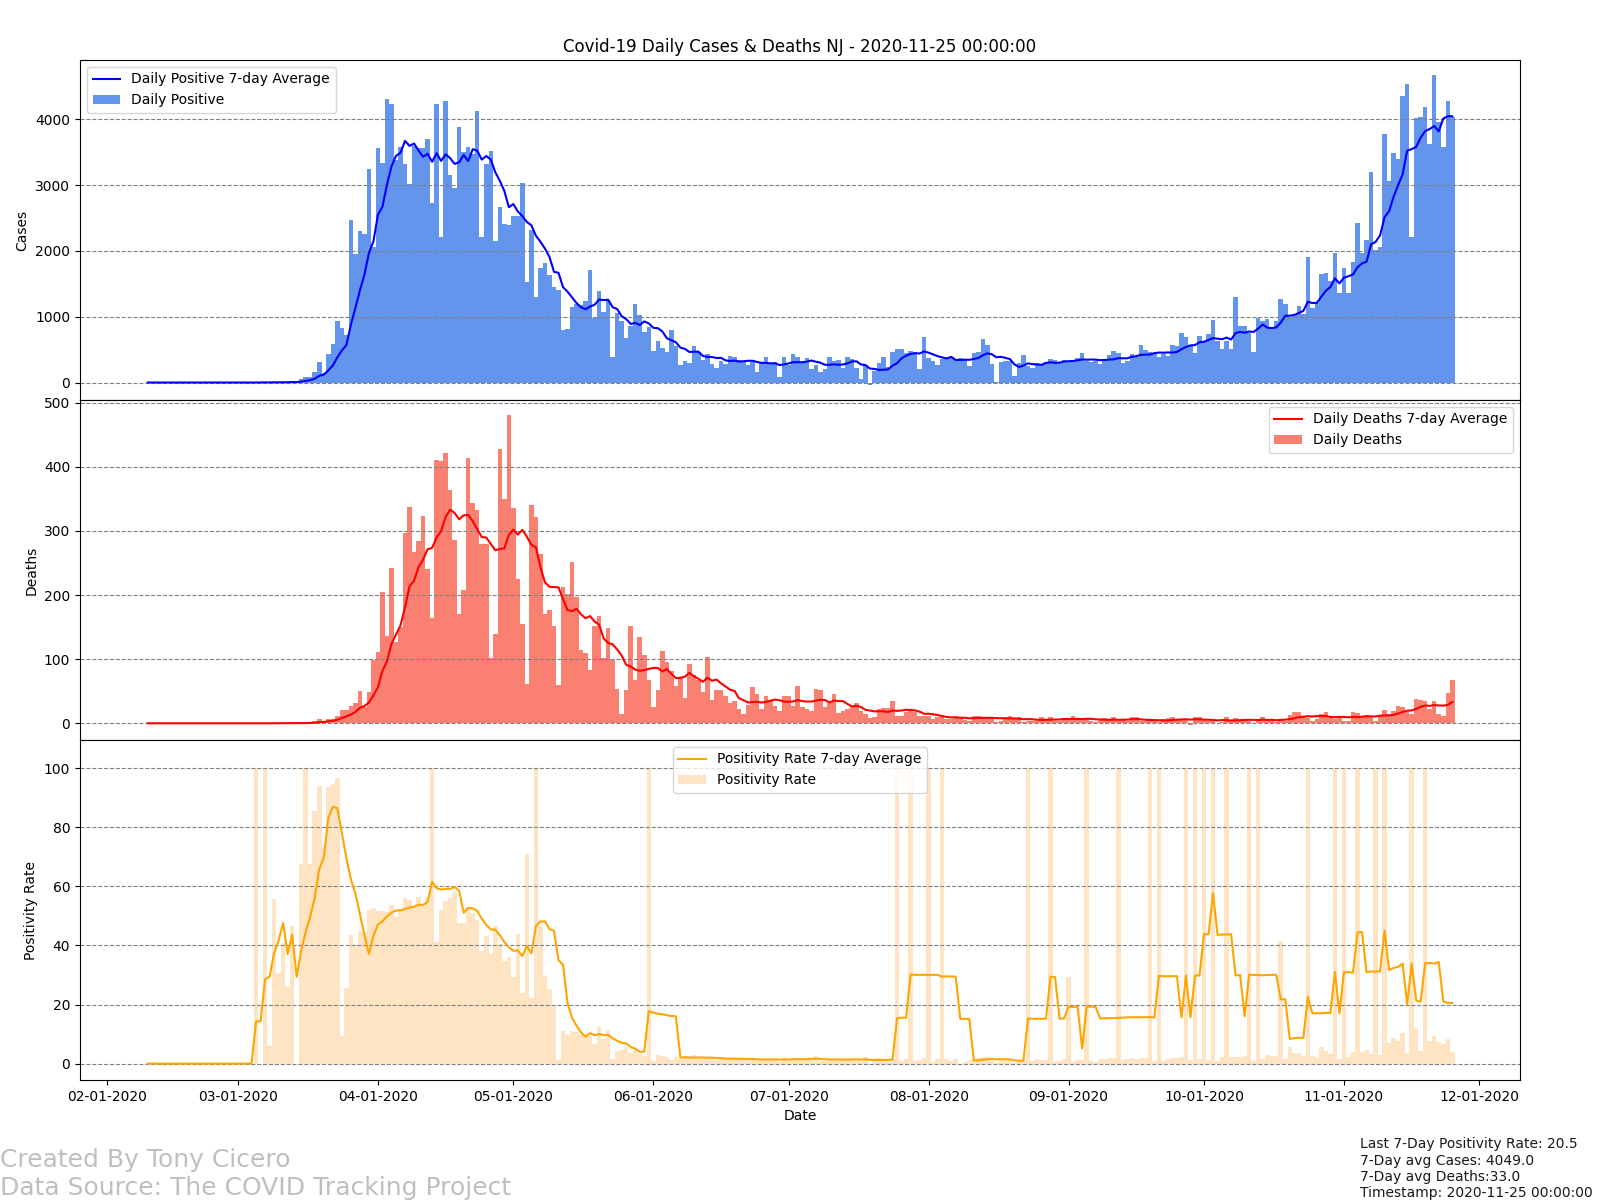 Covid-19 Daily Cases & Deaths NJ - 2020-11-25 00:00:00
Daily Positive 7-day Average
Daily Positive
4000
3000
2000
1000
0
Cases
Daily Deaths 7-day Average
Daily Deaths
500
400
300
200
100
0
Deaths
Positivity Rate 7-day Average
Positivity Rate
100
80
60
40
20
0
Positivity Rate
02-01-2020 03-01-2020 04-01-2020 05-01-2020 06-01-2020 07-01-2020 08-01-2020 09-01-2020 10-01-2020 11-01-2020 12-01-2020
Date
Created By Tony Cicero
Data Source: The COVID Tracking Project
Last 7-Day Positivity Rate: 20.5
7-Day avg Cases: 4049.0
7-Day avg Deaths:33.0
Timestamp: 2020-11-25 00:00:00